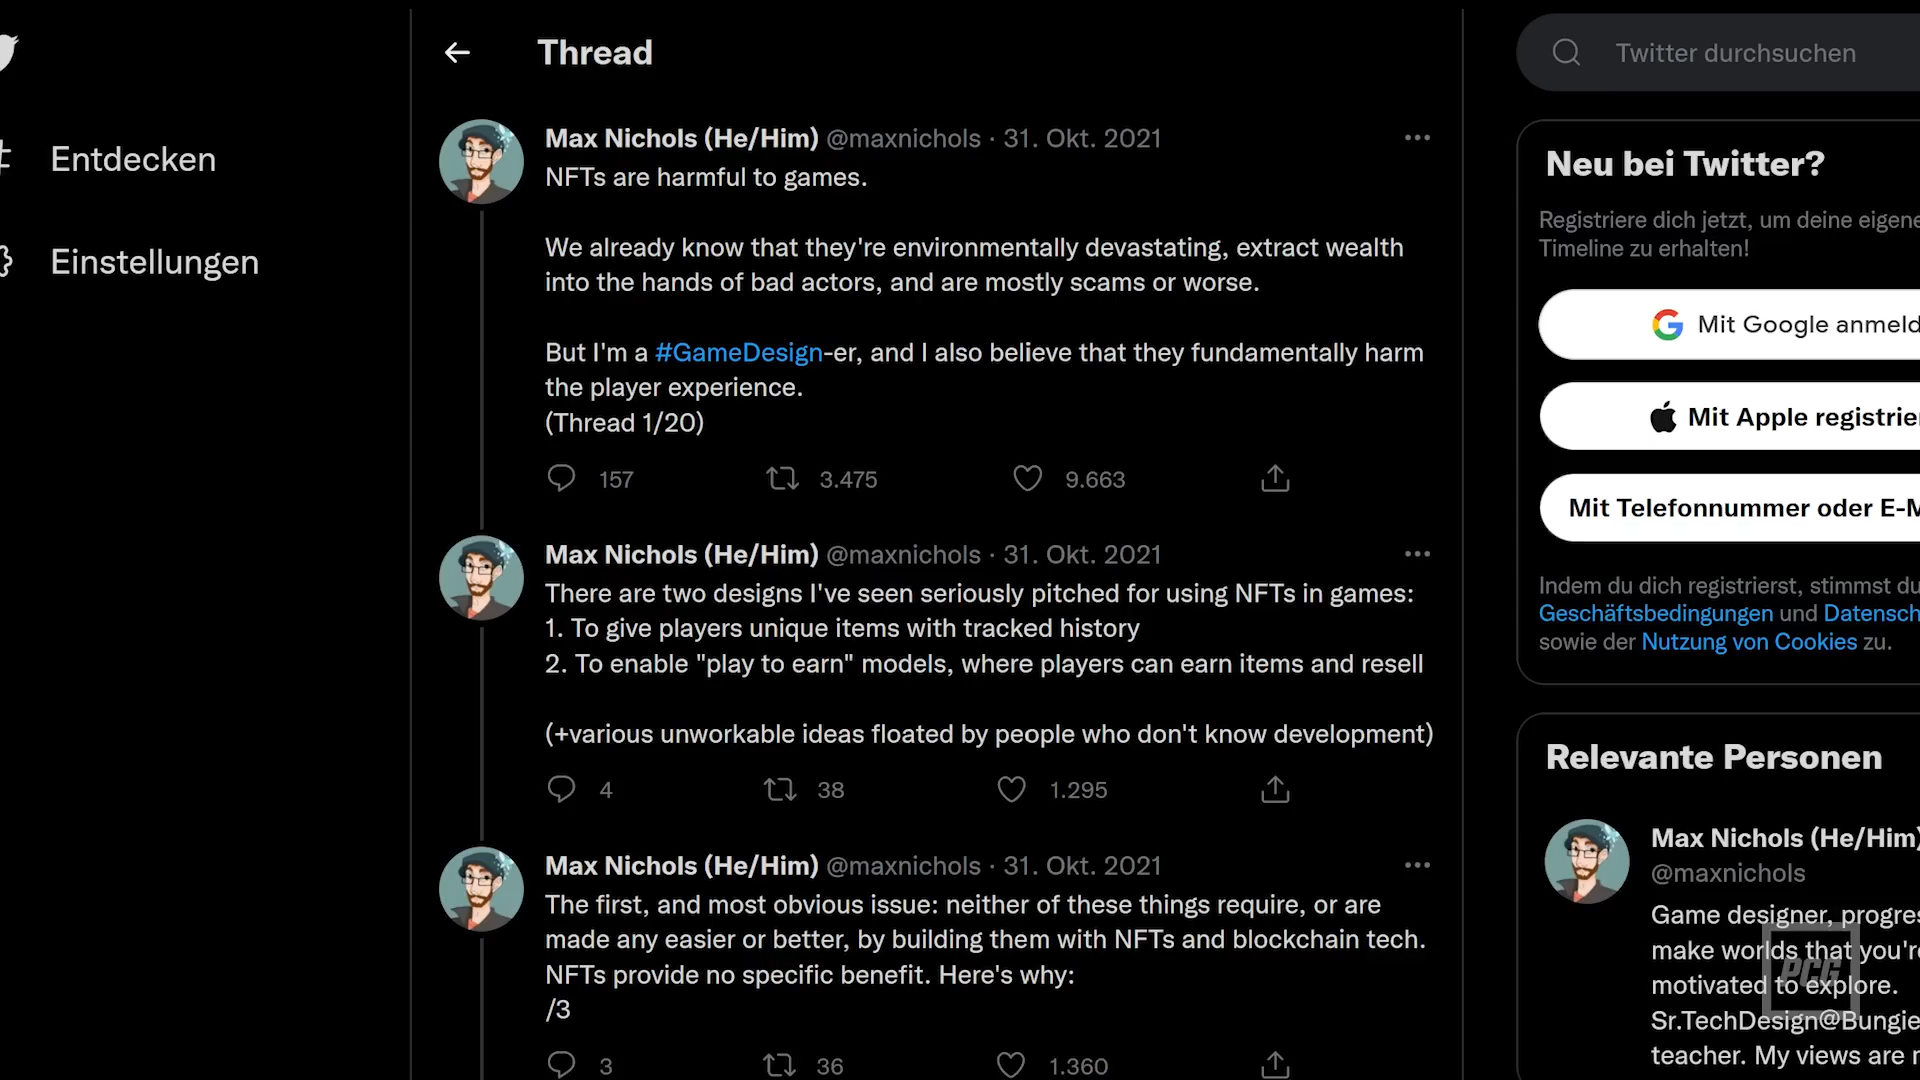 Thread
Twitter durchsuchen
Entdecken
Einstellungen
Max Nichols (He/Him) @maxnichols · 31. Okt. 2021
NFTs are harmful to games.
We already know that they're environmentally devastating, extract wealth
into the hands of bad actors, and are mostly scams or worse.
But I'm a #GameDesign-er, and I also believe that they fundamentally harm
the player experience.
(Thread 1/20)
157 3.475 9.663
Max Nichols (He/Him) @maxnichols · 31. Okt. 2021
There are two designs I've seen seriously pitched for using NFTs in games:
1. To give players unique items with tracked history
2. To enable "play to earn" models, where players can earn items and resell
(+various unworkable ideas floated by people who don't know development)
4 38 1.295
Max Nichols (He/Him) @maxnichols · 31. Okt. 2021
The first, and most obvious issue: neither of these things require, or are
made any easier or better, by building them with NFTs and blockchain tech.
NFTs provide no specific benefit. Here's why:
/3
3 36 1.360
Neu bei Twitter?
Registriere dich jetzt, um deine eigene
Timeline zu erhalten!
Mit Google anmeld
Mit Apple registrie
Mit Telefonnummer oder E-M
Indem du dich registrierst, stimmst du
Geschäftsbedingungen und Datensch
sowie der Nutzung von Cookies zu.
Relevante Personen
Max Nichols (He/Him)
@maxnichols
Game designer, progres
make worlds that you're
motivated to explore.
Sr.TechDesign@Bungie
teacher. My views are
PCG